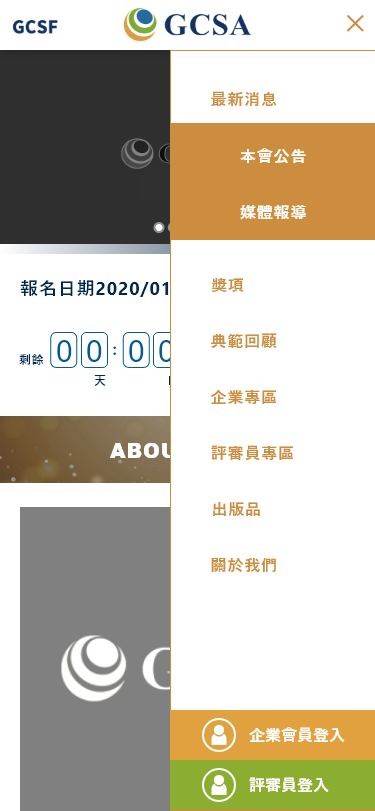 GCSF
GCSA
最新消息
本會公告
媒體報導
獎項
典範回顧
企業專區
評審員專區
出版品
關於我們
企業會員登入
評審員登入
報名日期2020/01
剩餘
00:0
天
ABOU
G